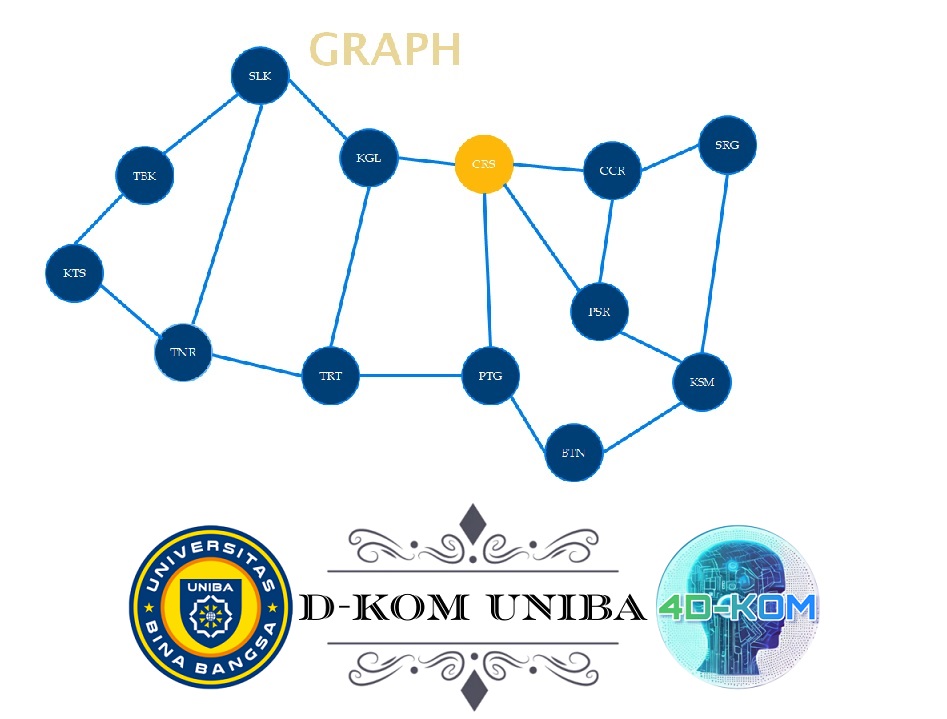 GRAPH
SLK
KGL
CRS
CCR
SRG
TBK
KTS
TNR
TRT
PTG
PSR
KSM
BTN
UNIVERSITAS
UNIBA
BINA BANGSA
D-KOM UNIBA
4D-KOM